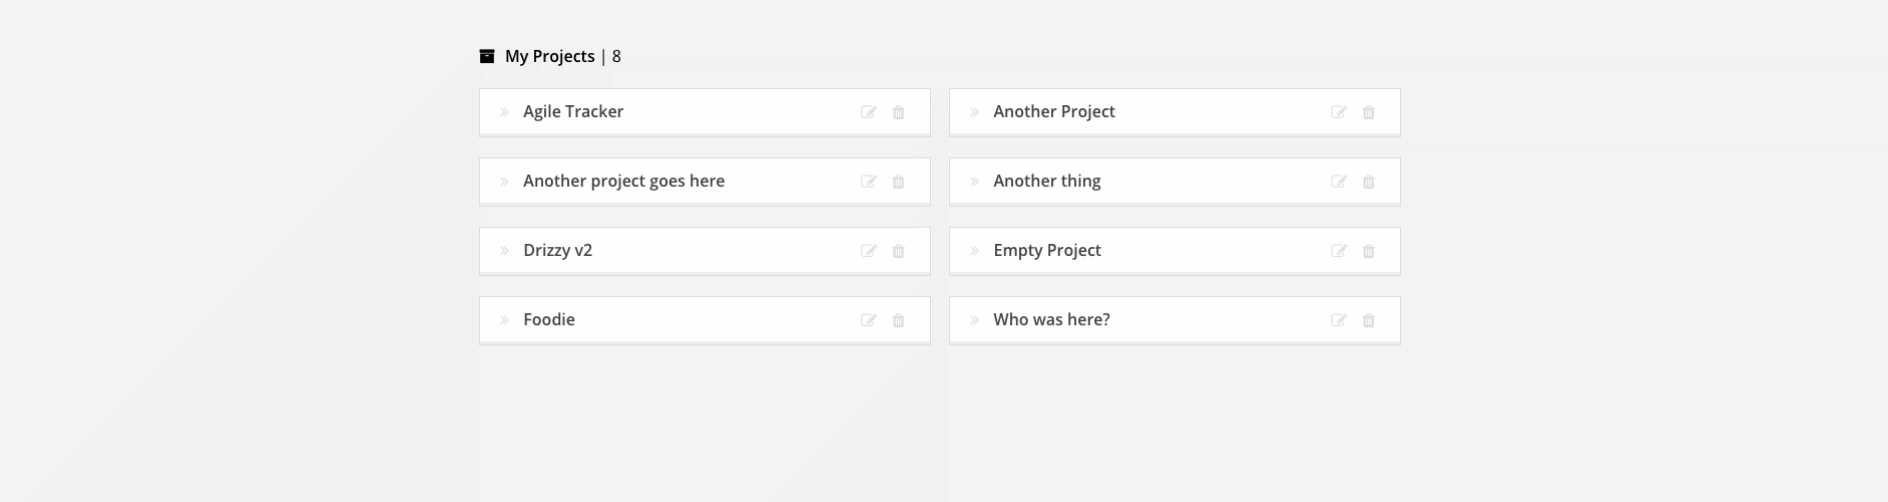 My Projects | 8
Agile Tracker
Another Project
Another project goes here
Another thing
Drizzy v2
Empty Project
Foodie
Who was here?